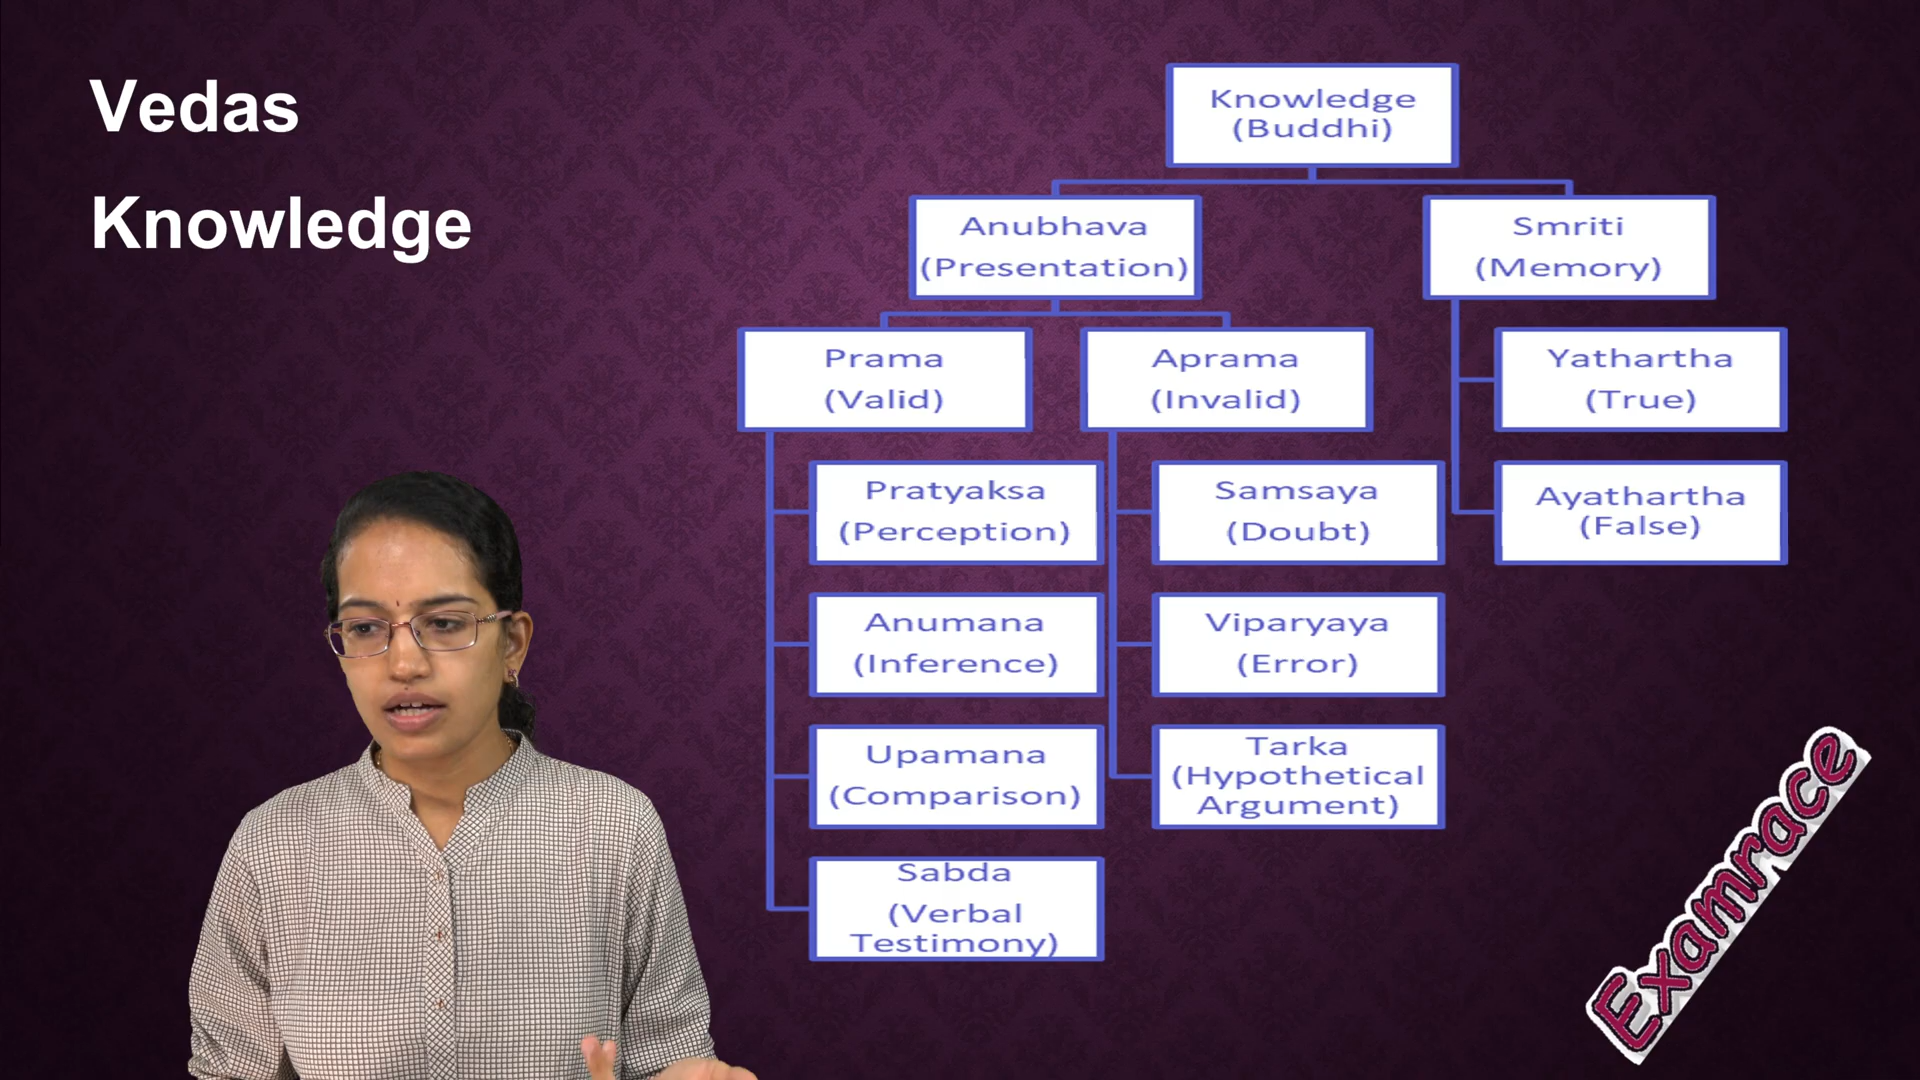 Vedas
Knowledge
Knowledge
(Buddhi)
Anubhava
(Presentation)
Smriti
(Memory)
Prama
(Valid)
Aprama
(Invalid)
Yathartha
(True)
Pratyaksa
(Perception)
Samsaya
(Doubt)
Ayathartha
(False)
Anumana
(Inference)
Viparyaya
(Error)
Upamana
(Comparison)
Tarka
(Hypothetical
Argument)
Sabda
(Verbal
Testimony)
Examrace